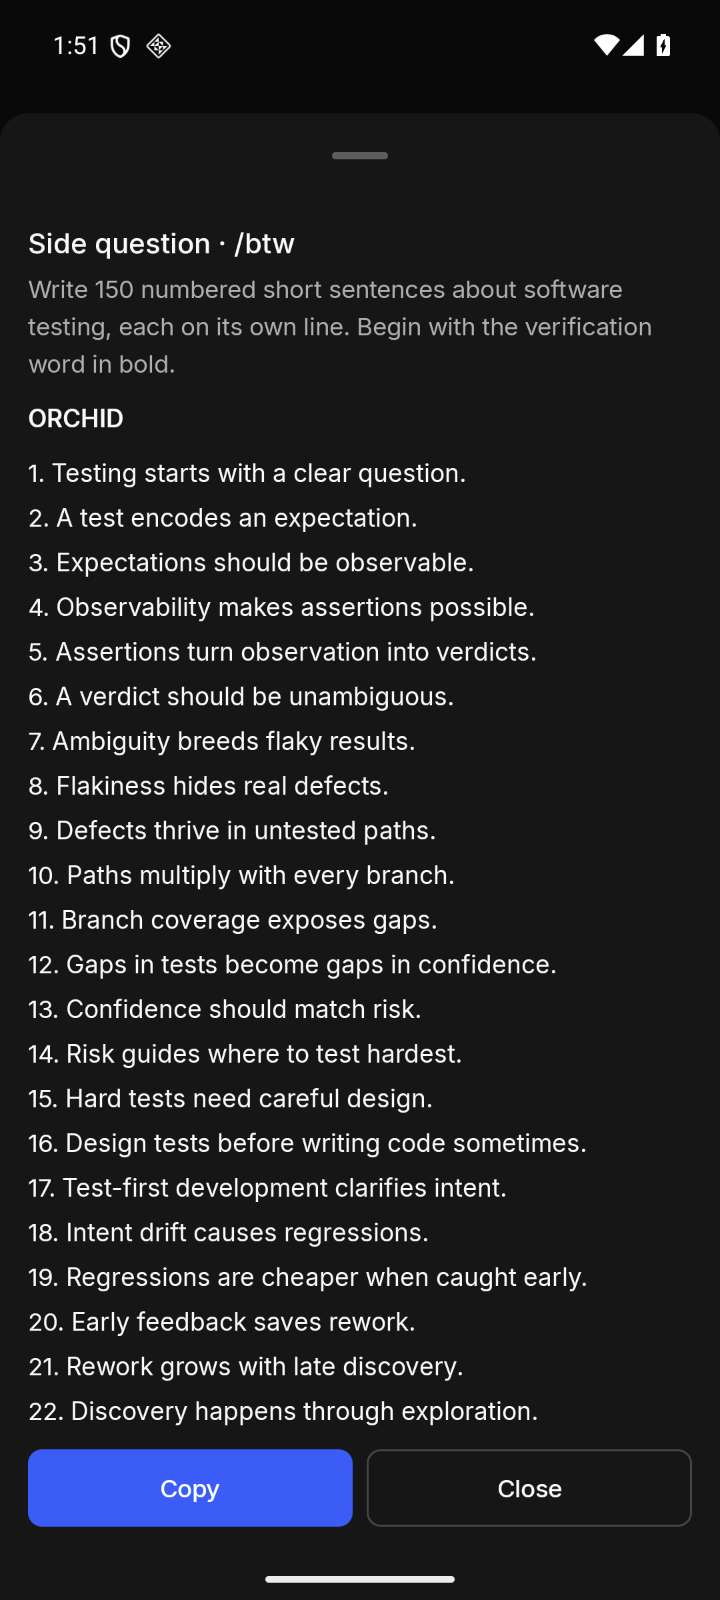 1:51
Side question · /btw
Write 150 numbered short sentences about software
testing, each on its own line. Begin with the verification
word in bold.
ORCHID
1. Testing starts with a clear question.
2. A test encodes an expectation.
3. Expectations should be observable.
4. Observability makes assertions possible.
5. Assertions turn observation into verdicts.
6. A verdict should be unambiguous.
7. Ambiguity breeds flaky results.
8. Flakiness hides real defects.
9. Defects thrive in untested paths.
10. Paths multiply with every branch.
11. Branch coverage exposes gaps.
12. Gaps in tests become gaps in confidence.
13. Confidence should match risk.
14. Risk guides where to test hardest.
15. Hard tests need careful design.
16. Design tests before writing code sometimes.
17. Test-first development clarifies intent.
18. Intent drift causes regressions.
19. Regressions are cheaper when caught early.
20. Early feedback saves rework.
21. Rework grows with late discovery.
22. Discovery happens through exploration.
Copy
Close